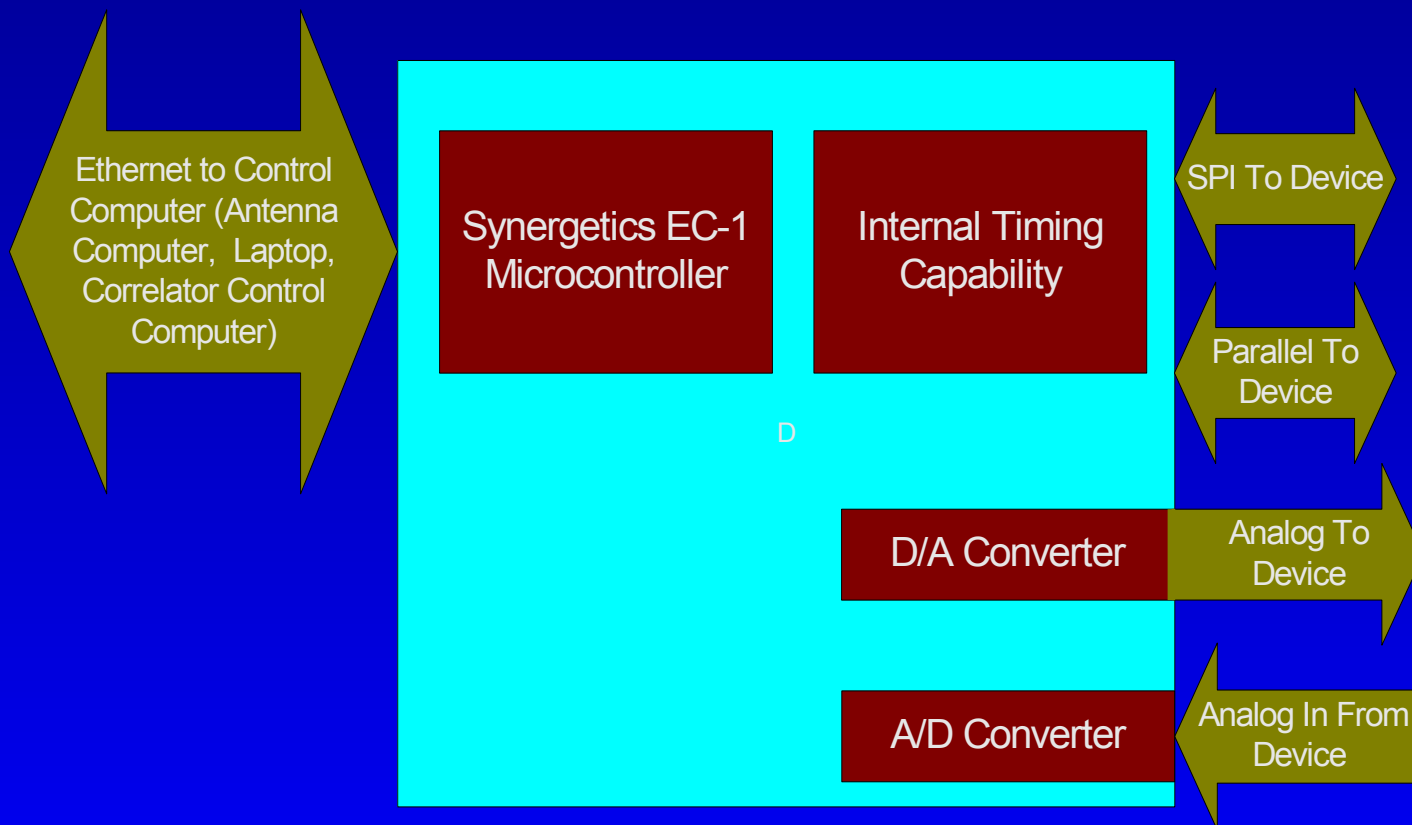 Ethernet to Control
Computer (Antenna
Computer, Laptop,
Correlator Control
Computer)
Synergetics EC-1
Microcontroller
Internal Timing
Capability
SPI To Device
Parallel To
Device
D
D/A Converter
Analog To
Device
A/D Converter
Analog In From
Device